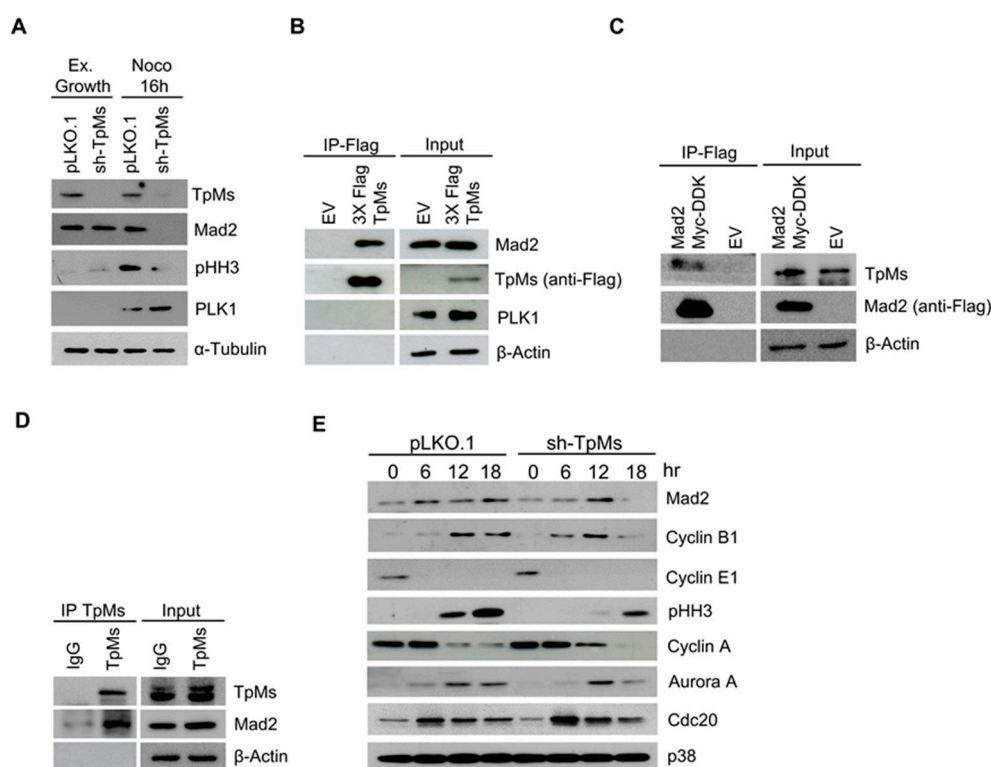 A
Ex. Growth
Noco 16h
pLKO.1
sh-TpMs
pLKO.1
sh-TpMs
TpMs
Mad2
pHH3
PLK1
α-Tubulin
B
IP-Flag
Input
EV
3X Flag
TpMs
EV
3X Flag
TpMs
Mad2
TpMs (anti-Flag)
PLK1
β-Actin
C
IP-Flag
Input
Mad2
Myc-DDK
EV
Mad2
Myc-DDK
EV
TpMs
Mad2 (anti-Flag)
β-Actin
D
IP TpMs
Input
IgG
TpMs
IgG
TpMs
TpMs
Mad2
β-Actin
E
pLKO.1
sh-TpMs
0 6 12 18 0 6 12 18 hr
Mad2
Cyclin B1
Cyclin E1
pHH3
Cyclin A
Aurora A
Cdc20
p38